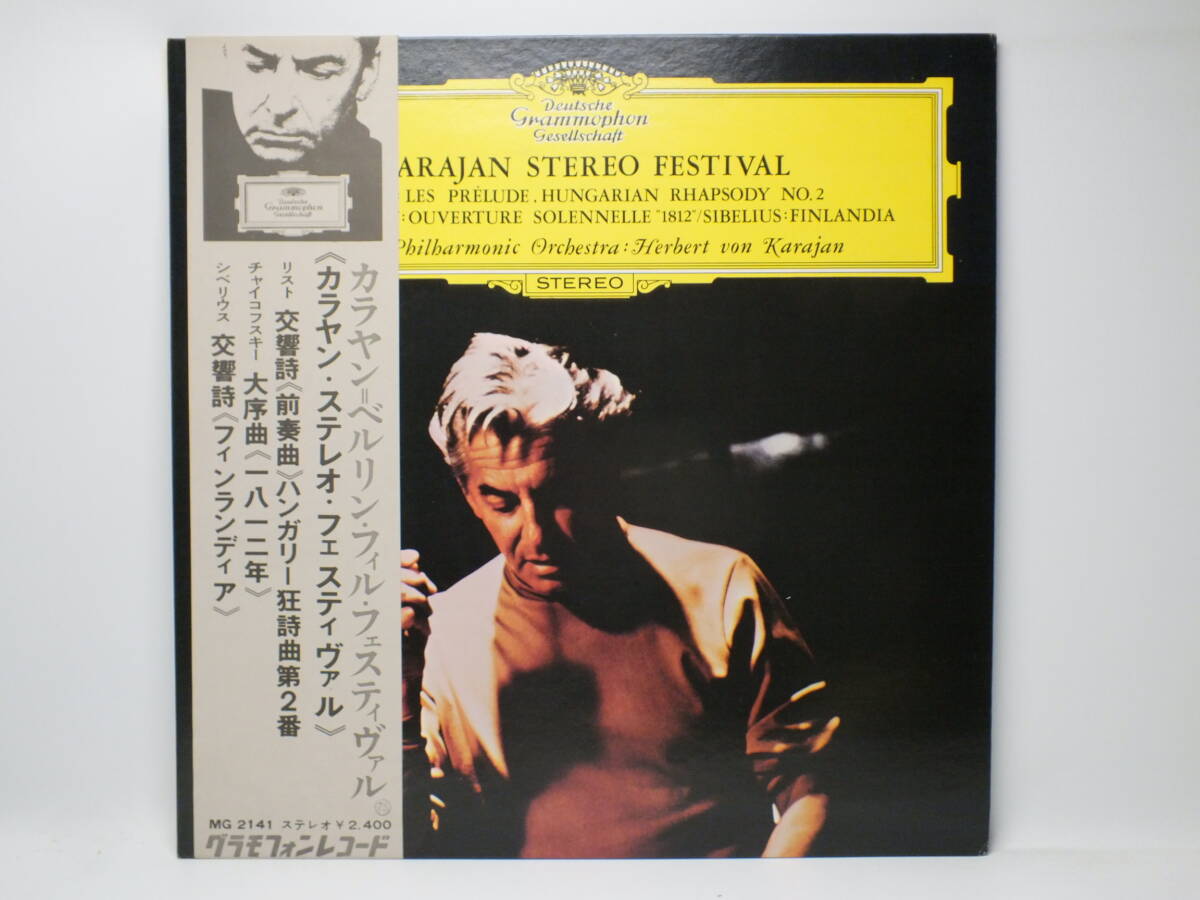 Deutsche
Grammophon
Gesellschaft
ARAJAN STEREO FESTIVAL
LES PRÈLUDE, HUNGARIAN RHAPSODY NO.2
:OUVERTURE SOLENNELLE "1812"/SIBELIUS:FINLANDIA
Philharmonic Orchestra:Herbert von Karajan
STEREO
Deutsche
Grammophon
Gesellschaft
カラヤン=ベルリン・フィル・フェスティヴァル
《カラヤン・ステレオ・フェスティヴァル》
リスト 交響詩《前奏曲》ハンガリー狂詩曲第2番
チャイコフスキー 大序曲《一八一二年》
シベリウス 交響詩《フィンランディア》
MG 2141 ステレオ¥2,400
グラモフォンレコード